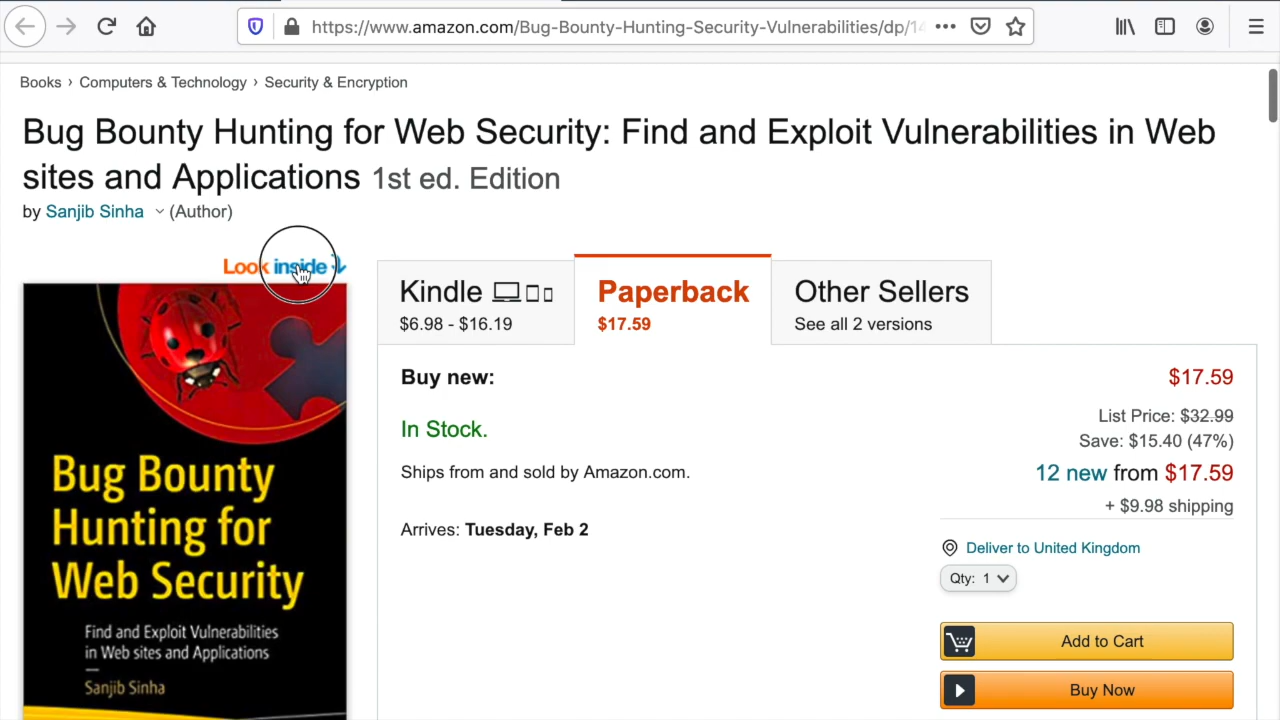 https://www.amazon.com/Bug-Bounty-Hunting-Security-Vulnerabilities/dp/1
Books › Computers & Technology › Security & Encryption
Bug Bounty Hunting for Web Security: Find and Exploit Vulnerabilities in Web
sites and Applications 1st ed. Edition
by Sanjib Sinha (Author)
Look inside
Kindle
$6.98 - $16.19
Paperback
$17.59
Other Sellers
See all 2 versions
Buy new:
$17.59
In Stock.
List Price: $32.99
Save: $15.40 (47%)
Ships from and sold by Amazon.com.
12 new from $17.59
+ $9.98 shipping
Arrives: Tuesday, Feb 2
Deliver to United Kingdom
Qty: 1
Add to Cart
Buy Now
Bug Bounty
Hunting for
Web Security
Find and Exploit Vulnerabilities
in Web sites and Applications
—
Sanjib Sinha